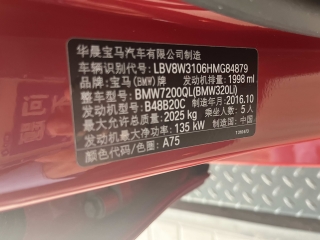 华晨宝马汽车有限公司制造
车辆识别代号: LBV8W3106HMG84879
品牌: 宝马(BMW)牌 发动机排量: 1998 ml
整车型号: BMW7200QL(BMW320Li)
发动机型号: B48B20C 制造年月: 2016.10
最大允许总质量: 2025 kg 乘坐人数: 5 人
发动机最大净功率: 135 kW 制造国: 中国
颜色代码/色圈: A75